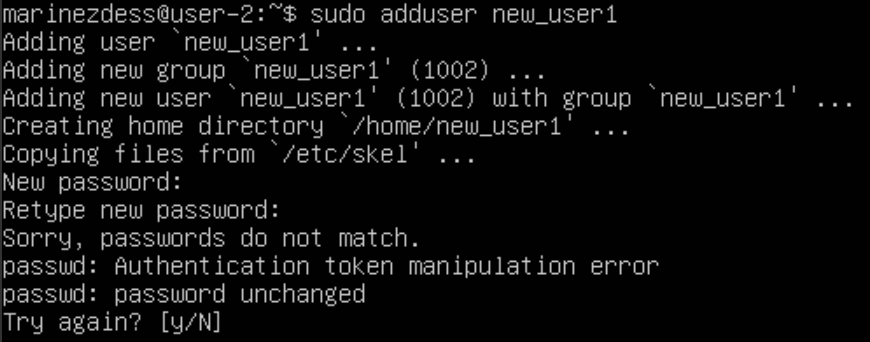 marinezdess@user-2:~$ sudo adduser new_user1
Adding user `new_user1' ...
Adding new group `new_user1' (1002) ...
Adding new user `new_user1' (1002) with group `new_user1' ...
Creating home directory `/home/new_user1' ...
Copying files from `/etc/skel' ...
New password:
Retype new password:
Sorry, passwords do not match.
passwd: Authentication token manipulation error
passwd: password unchanged
Try again? [y/N]